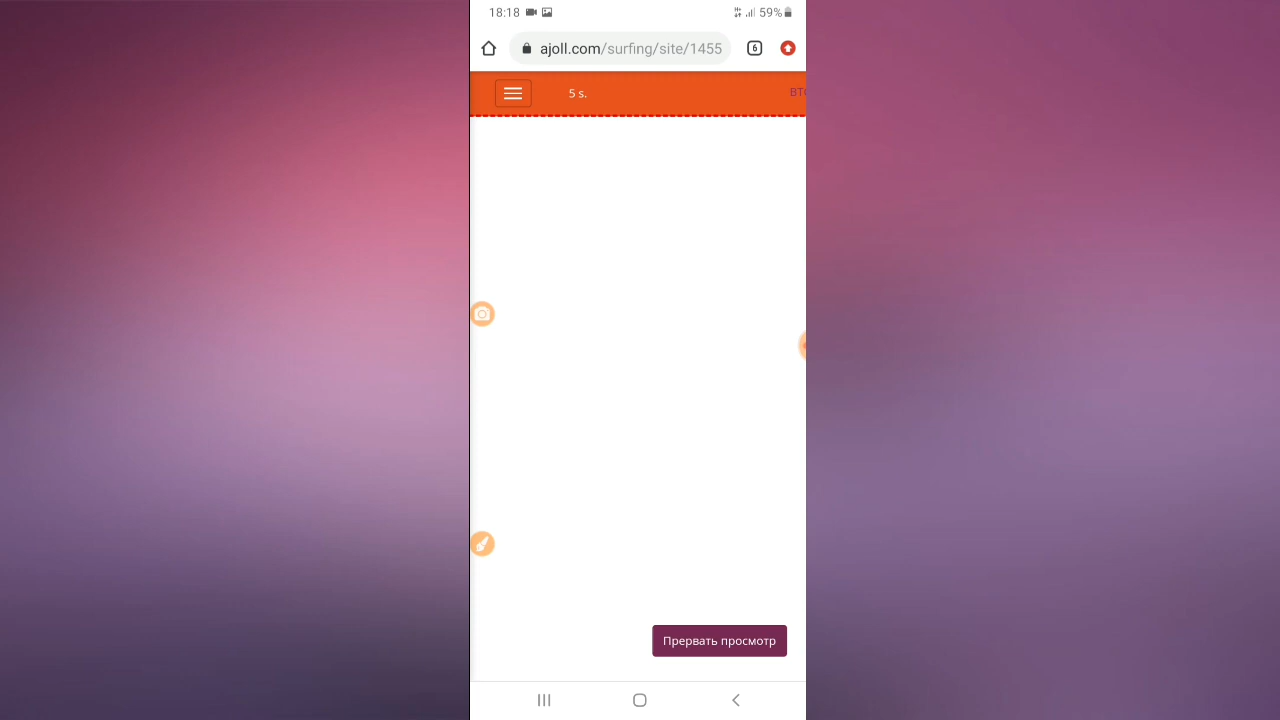 18:18 59%
ajoll.com/surfing/site/1455 6
5 s.
Прервать просмотр